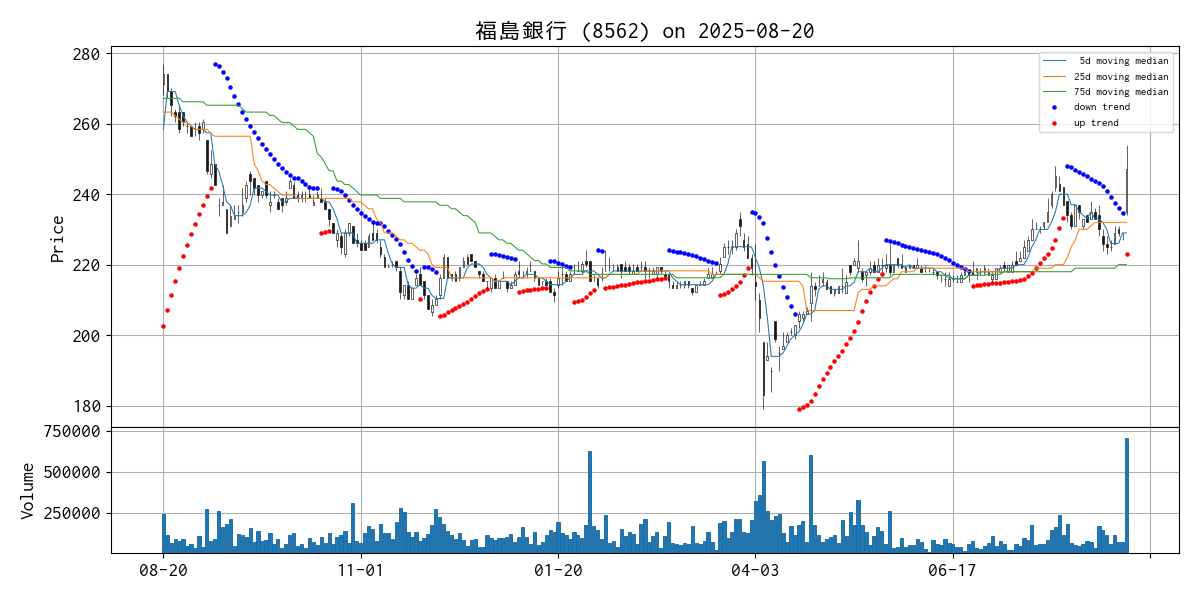 福島銀行 (8562) on 2025-08-20
5d moving median
25d moving median
75d moving median
down trend
up trend
Price
280
260
240
220
200
180
Volume
750000
500000
250000
08-20
11-01
01-20
04-03
06-17